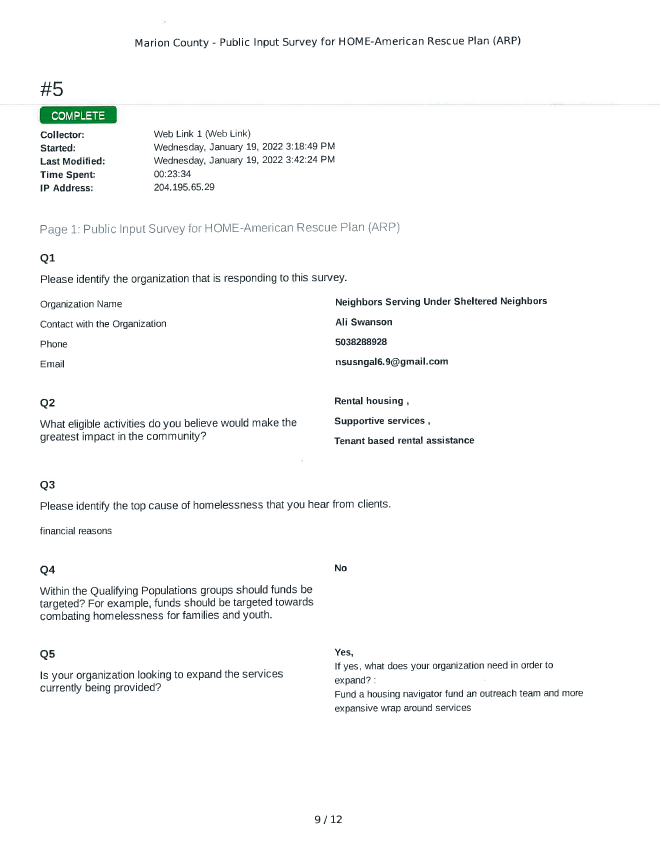 Marion County - Public Input Survey for HOME-American Rescue Plan (ARP)
#5
COMPLETE
Collector: Web Link 1 (Web Link)
Started: Wednesday, January 19, 2022 3:18:49 PM
Last Modified: Wednesday, January 19, 2022 3:42:24 PM
Time Spent: 00:23:34
IP Address: 204.195.65.29
Page 1: Public Input Survey for HOME-American Rescue Plan (ARP)
Q1
Please identify the organization that is responding to this survey.
Organization Name Neighbors Serving Under Sheltered Neighbors
Contact with the Organization Ali Swanson
Phone 5038288928
Email nsusngal6.9@gmail.com
Q2
What eligible activities do you believe would make the
greatest impact in the community?
Rental housing ,
Supportive services ,
Tenant based rental assistance
Q3
Please identify the top cause of homelessness that you hear from clients.
financial reasons
Q4
Within the Qualifying Populations groups should funds be
targeted? For example, funds should be targeted towards
combating homelessness for families and youth.
No
Q5
Is your organization looking to expand the services
currently being provided?
Yes,
If yes, what does your organization need in order to
expand? :
Fund a housing navigator fund an outreach team and more
expansive wrap around services
9 / 12